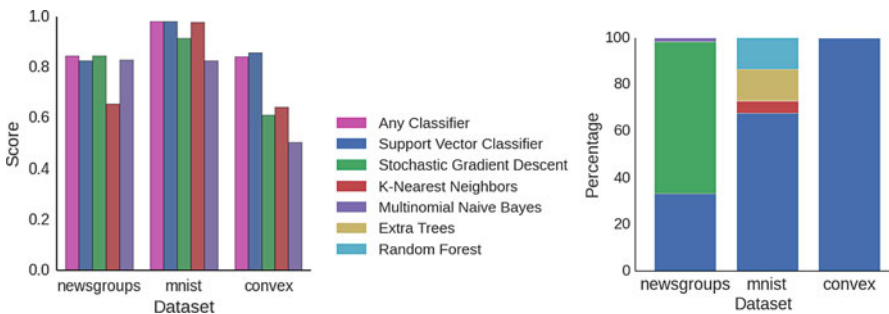 1.0
0.8
0.6
0.4
0.2
0.0
Score
newsgroups mnist convex
Dataset
Any Classifier
Support Vector Classifier
Stochastic Gradient Descent
K-Nearest Neighbors
Multinomial Naive Bayes
Extra Trees
Random Forest
100
80
60
40
20
0
Percentage
newsgroups mnist convex
Dataset